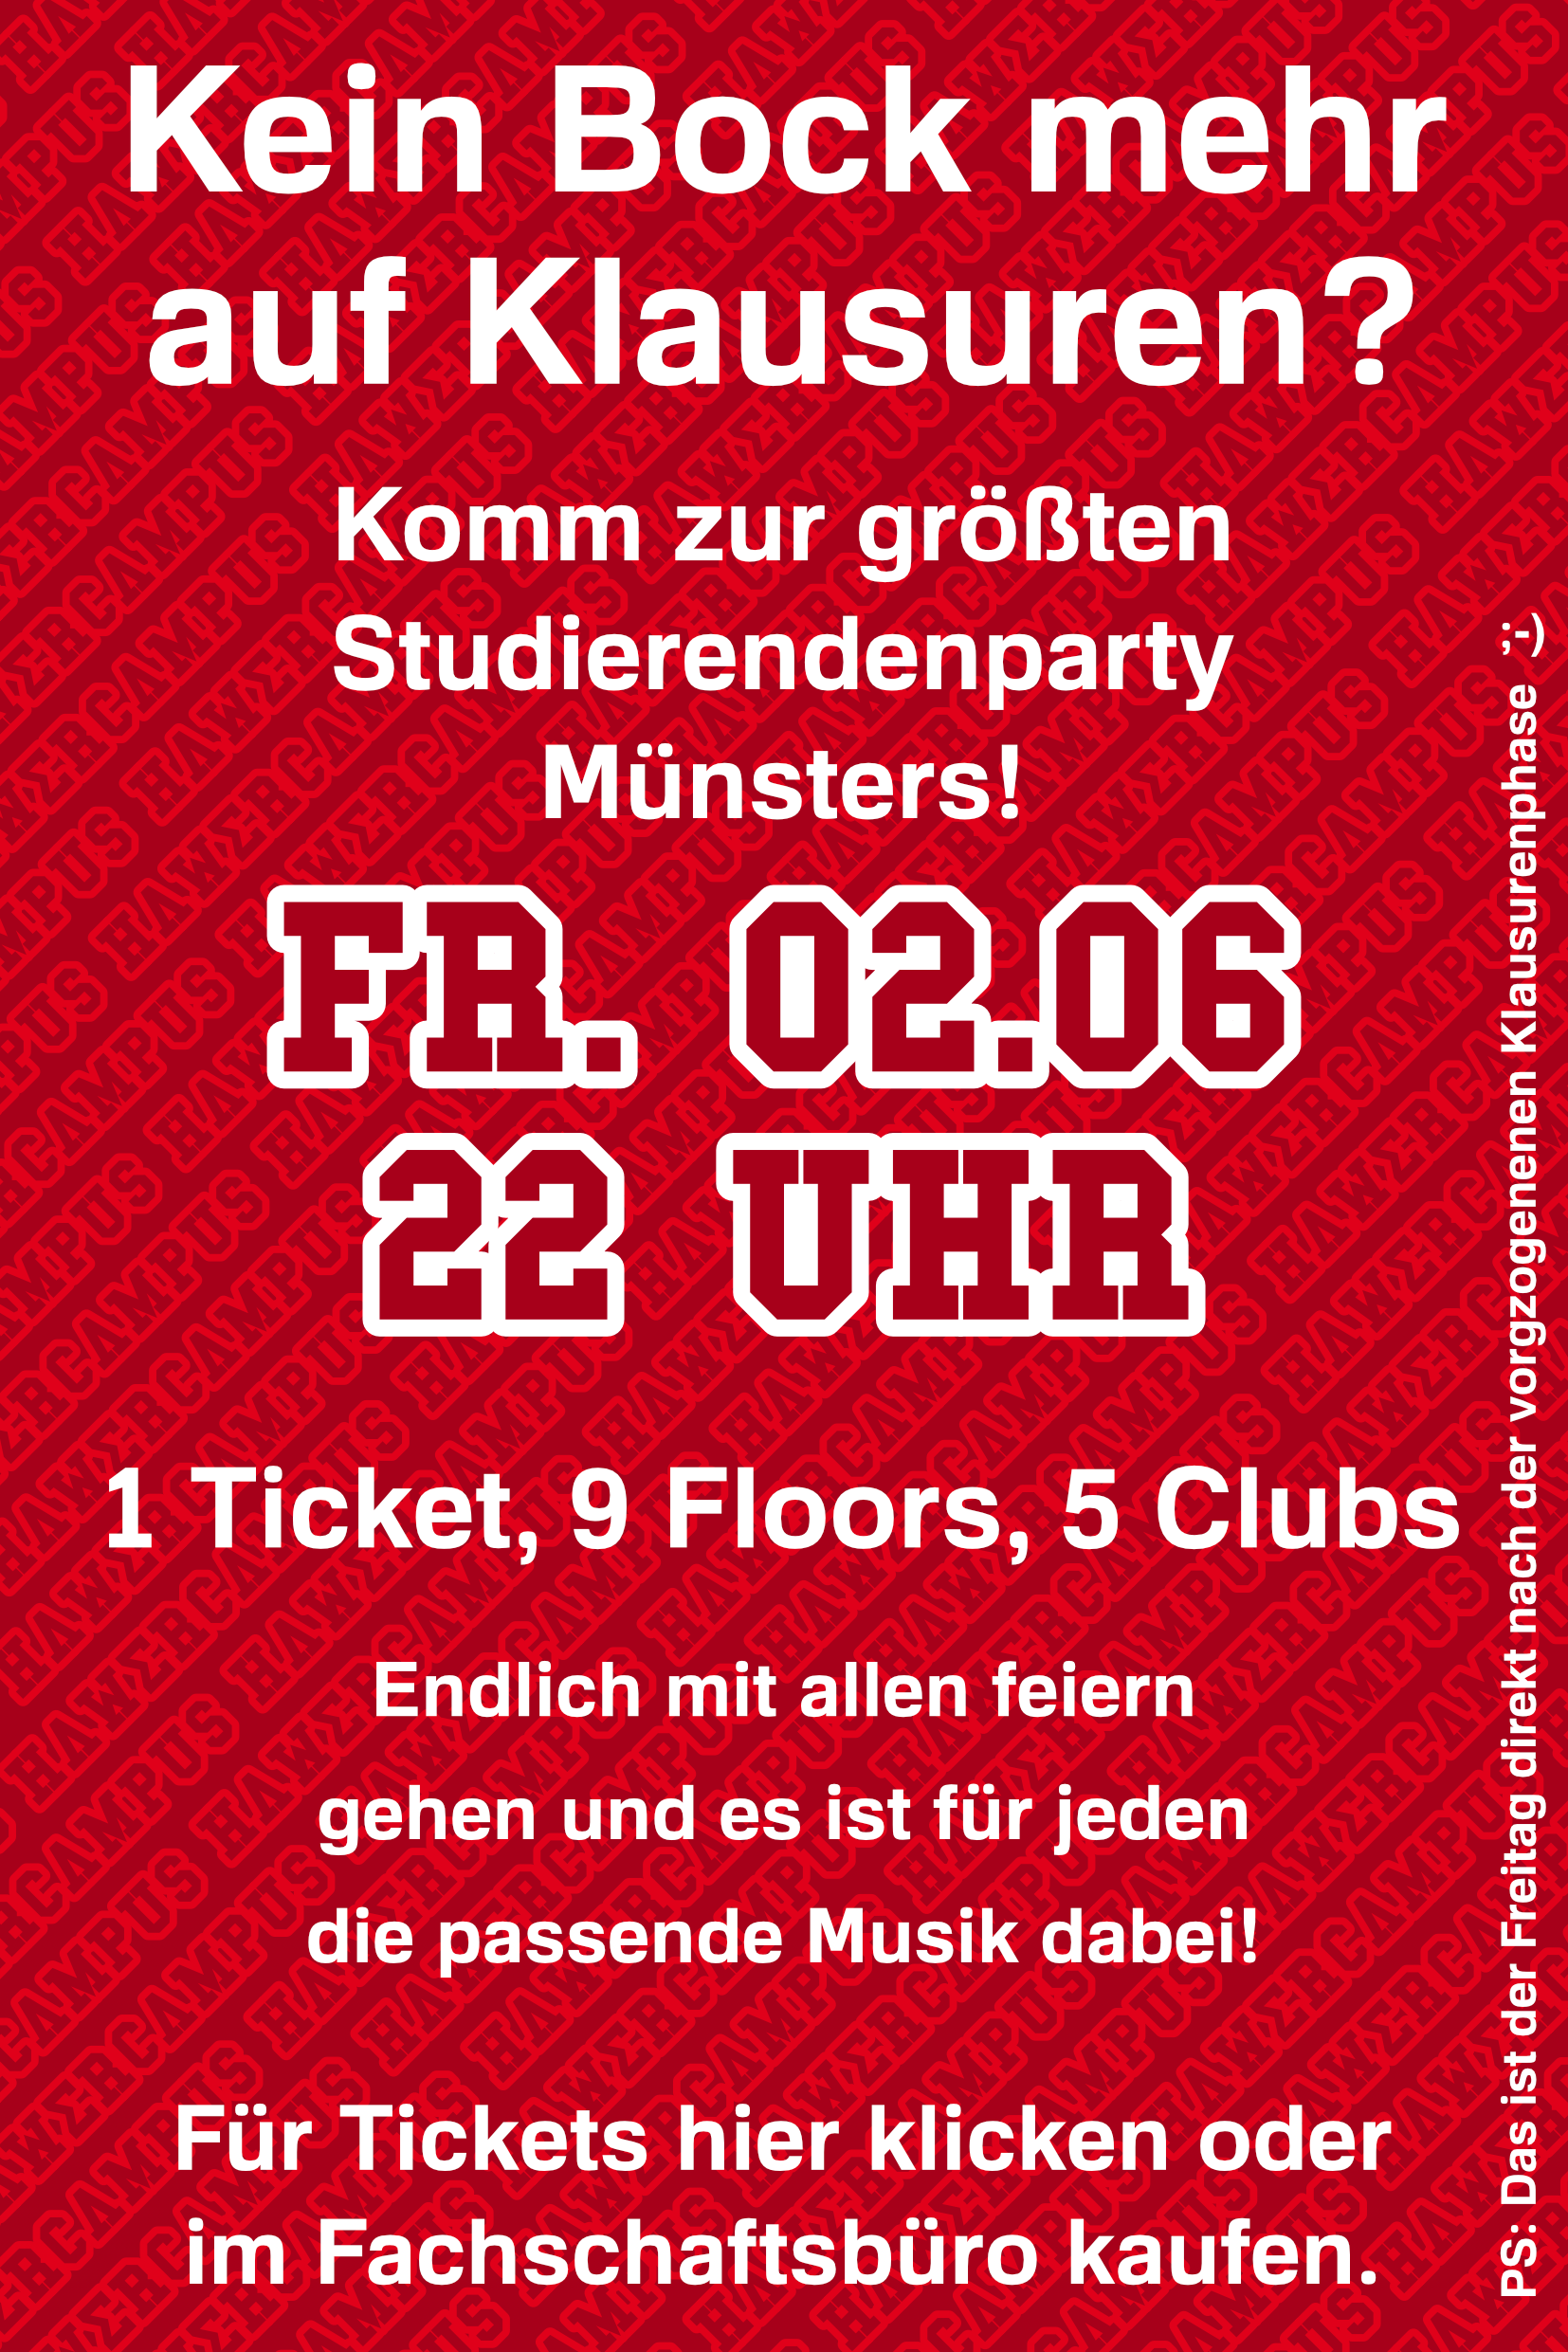 Kein Bock mehr
auf Klausuren?
Komm zur größten
Studierendenparty
Münsters!
FR. 02.06
22 UHR
1 Ticket, 9 Floors, 5 Clubs
Endlich mit allen feiern
gehen und es ist für jeden
die passende Musik dabei!
Für Tickets hier klicken oder
im Fachschaftsbüro kaufen.
PS: Das ist der Freitag direkt nach der vorgzogenenen Klausurenphase ;-)
HAWERCAMPUS